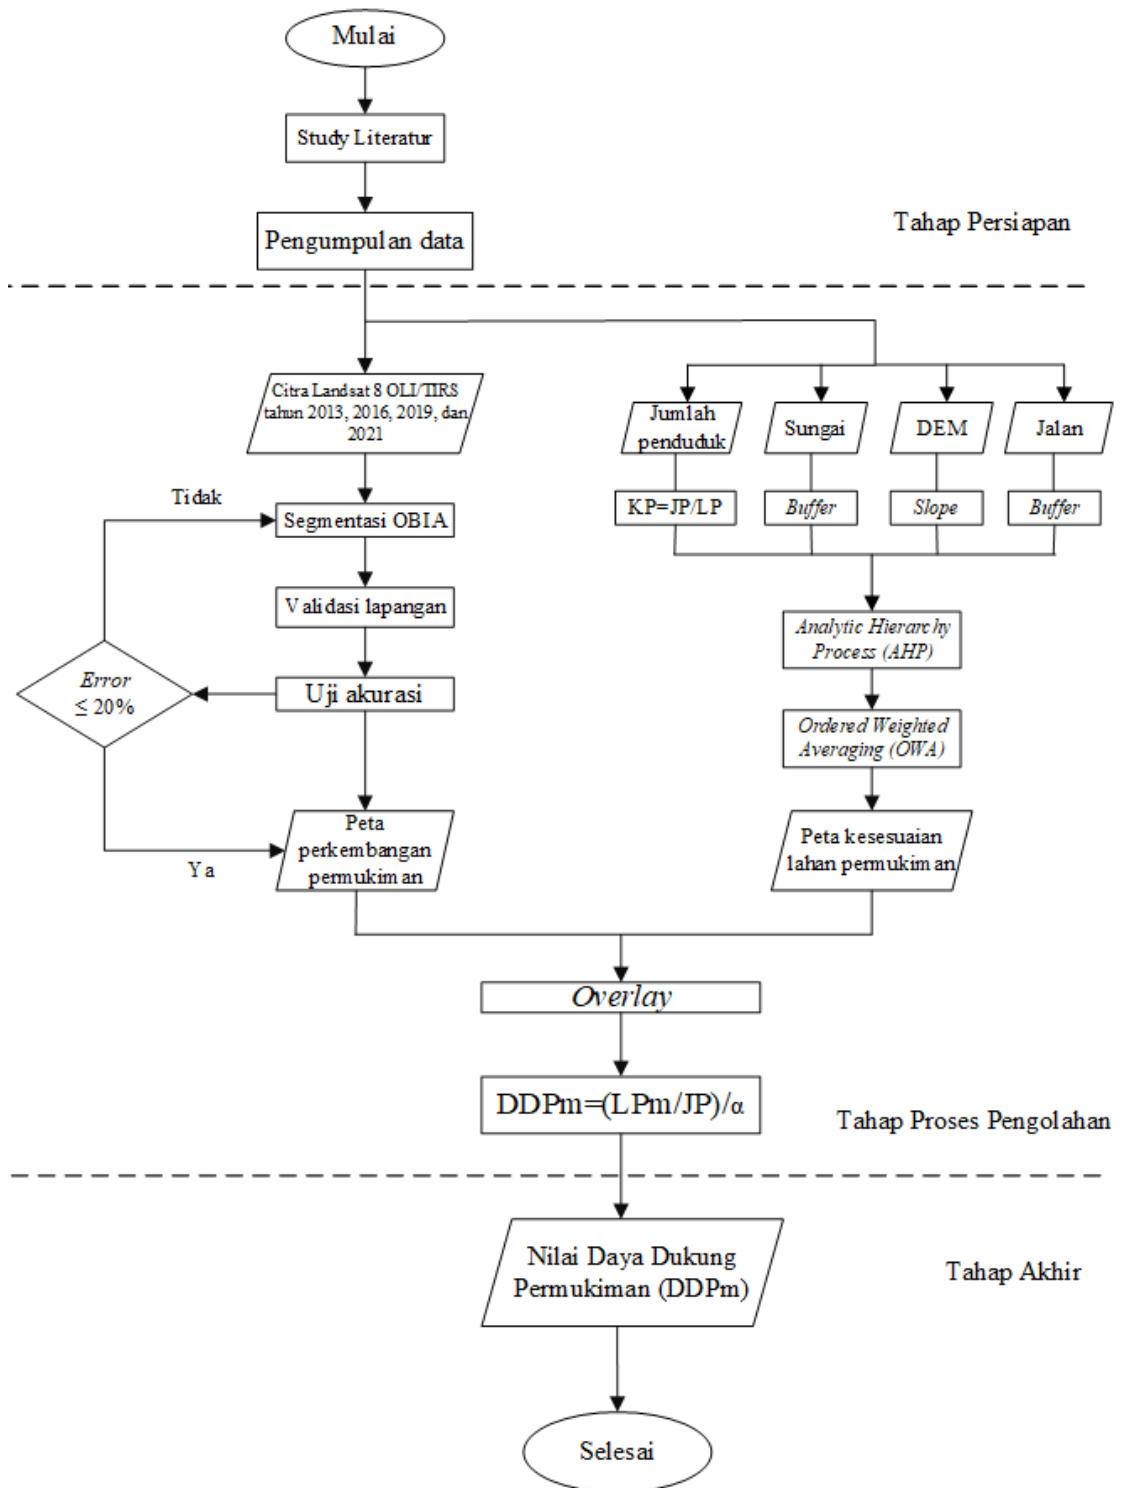 Mulai
Study Literatur
Pengumpulan data
Tahap Persiapan
Citra Landsat 8 OLI/TIRS
tahun 2013, 2016, 2019, dan
2021
Jumlah
penduduk
Sungai
DEM
Jalan
Tidak
Segmentasi OBIA
KP=JP/LP
Buffer
Slope
Buffer
Validasi lapangan
Analytic Hierarchy
Process (AHP)
Error
≤ 20%
Uji akurasi
Ordered Weighted
Averaging (OWA)
Peta
perkembangan
permukiman
Ya
Peta kesesuaian
lahan permukiman
Overlay
DDPm=(LPm/JP)/α
Tahap Proses Pengolahan
Nilai Daya Dukung
Permukiman (DDPm)
Tahap Akhir
Selesai